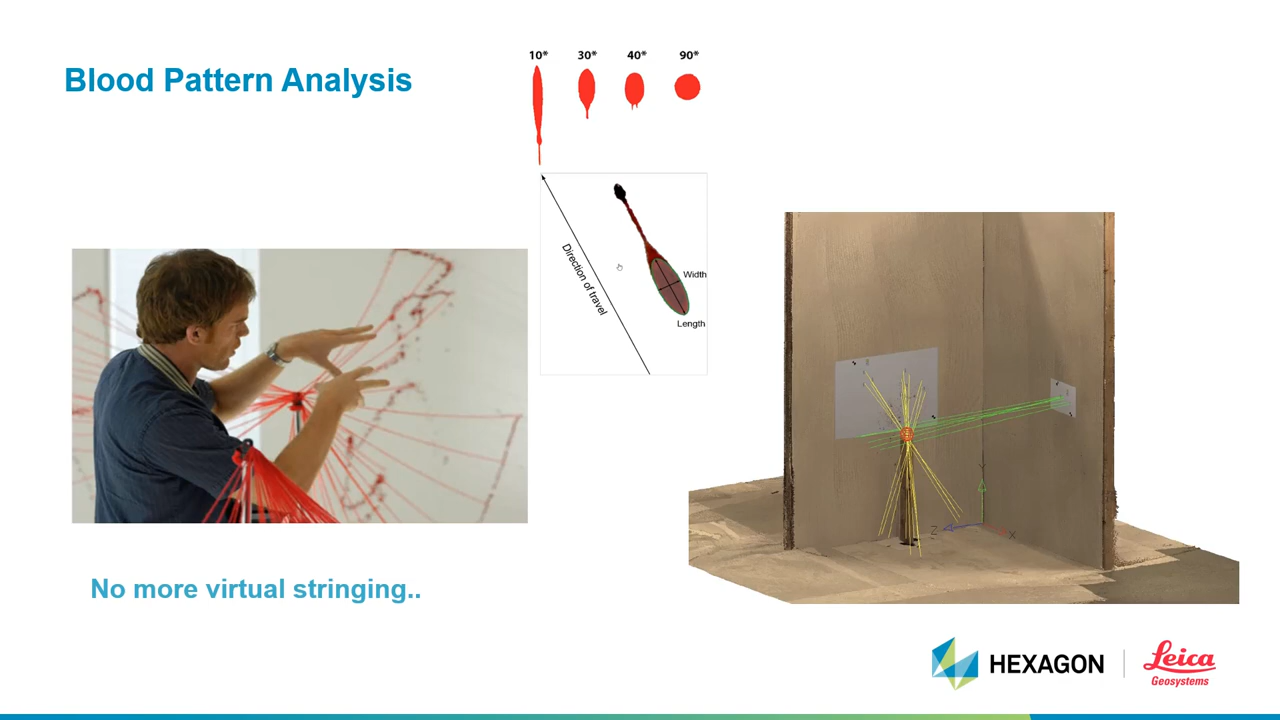 Blood Pattern Analysis
10* 30* 40* 90*
Direction of travel
Width
Length
Z
X
Y
No more virtual stringing..
HEXAGON
Leica
Geosystems